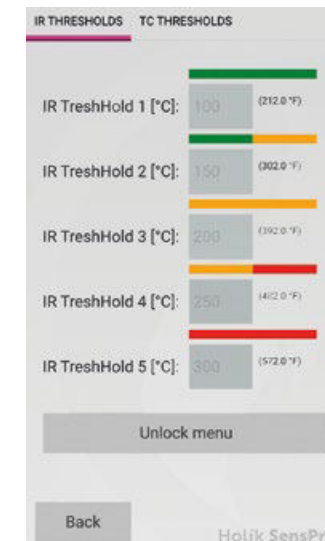 IR THRESHOLDS TC THRESHOLDS
IR TreshHold 1 [°C]: 100 (212.0 °F)
IR TreshHold 2 [°C]: 150 (302.0 °F)
IR TreshHold 3 [°C]: 200 (392.0 °F)
IR TreshHold 4 [°C]: 250 (482.0 °F)
IR TreshHold 5 [°C]: 300 (572.0 °F)
Unlock menu
Back
Holík SensPr